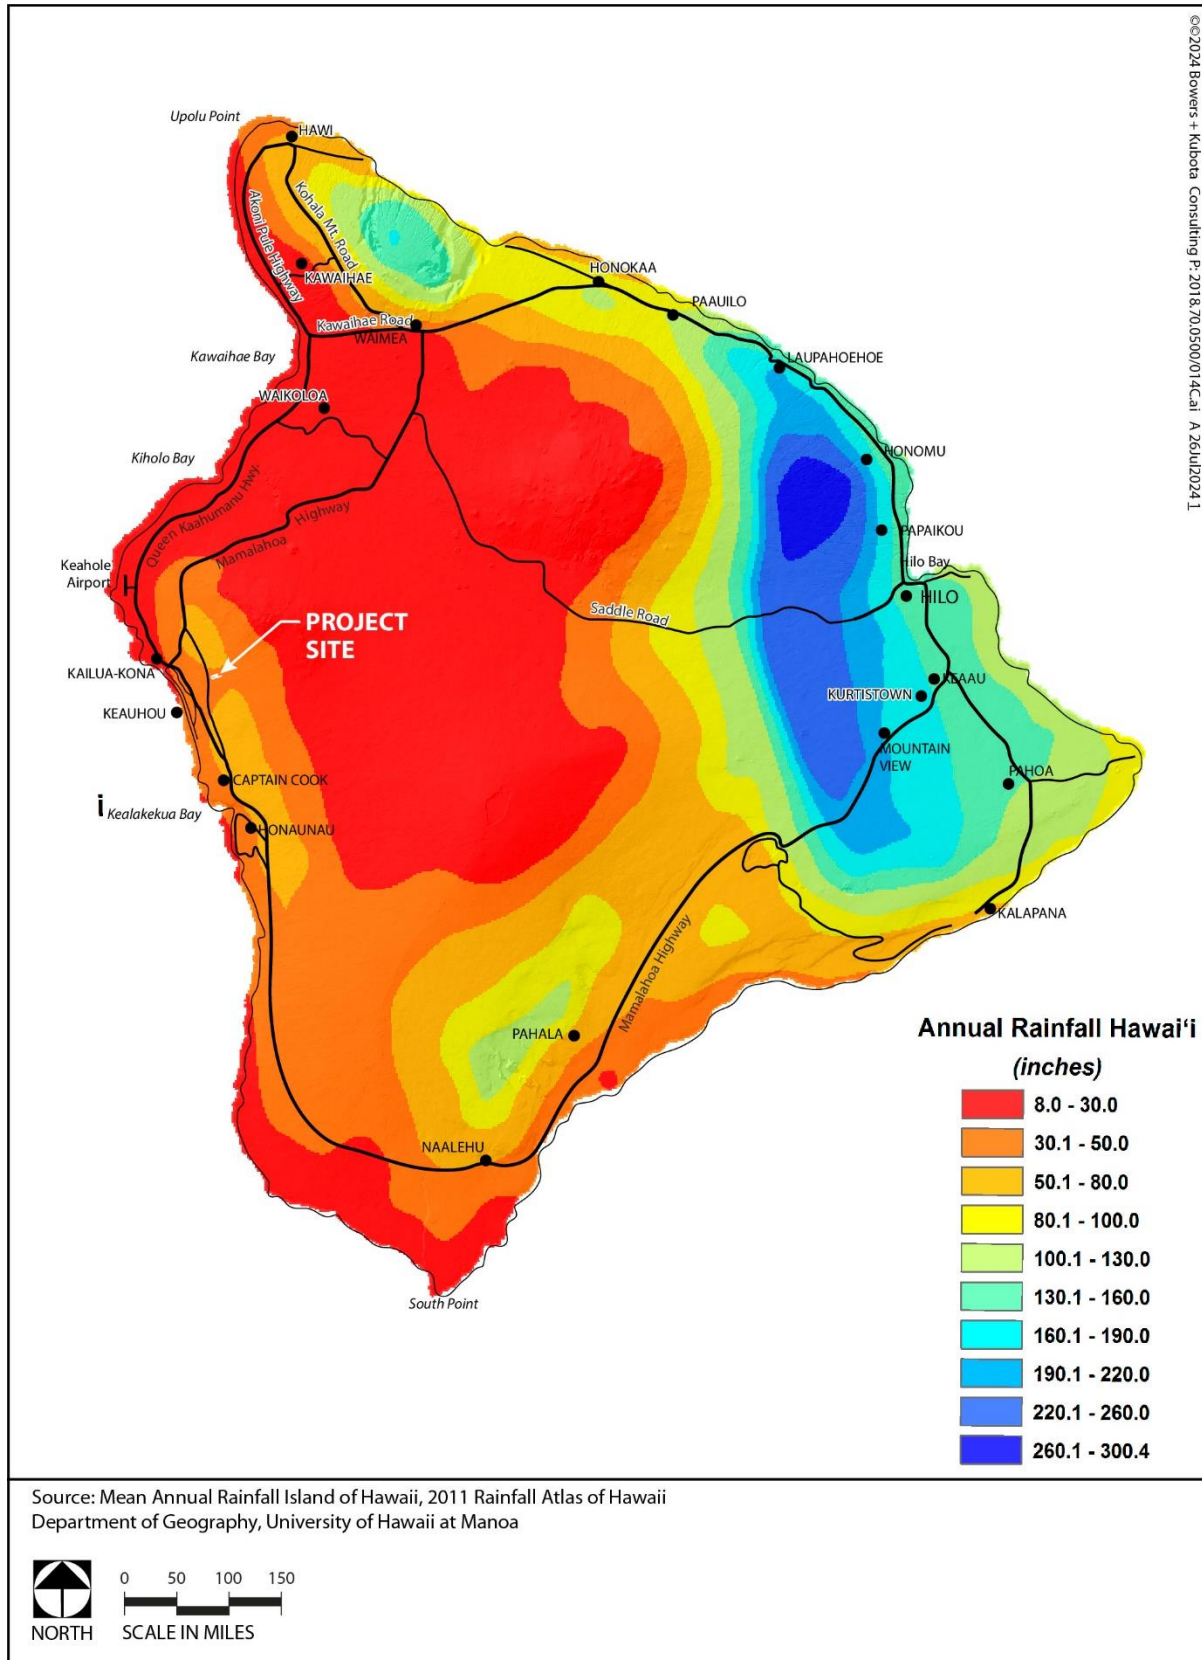 ©©2024 Bowers + Kubota Consulting P: 2018.70.0500/014C.ai A 26Jul2024 1
Upolu Point
HAWI
Kohala Mt. Road
Akoni Pule Highway
KAWAIHAE
HONOKAA
PAAUILO
Kawaihae Road
WAIMEA
Kawaihae Bay
LAUPAHOEHOE
WAIKOLOA
Kiholo Bay
HONOMU
Queen Kaahumanu Hwy.
Mamalahoa Highway
PAPAIKOU
Keahole
Airport
Hilo Bay
HILO
Saddle Road
PROJECT
SITE
KAILUA-KONA
KEAAU
KURTISTOWN
KEAUHOU
MOUNTAIN
VIEW
CAPTAIN COOK
PAHOA
i
Kealakekua Bay
HONAUNAU
KALAPANA
Mamalahoa Highway
PAHALA
NAALEHU
South Point
Annual Rainfall Hawai‘i
(inches)
8.0 - 30.0
30.1 - 50.0
50.1 - 80.0
80.1 - 100.0
100.1 - 130.0
130.1 - 160.0
160.1 - 190.0
190.1 - 220.0
220.1 - 260.0
260.1 - 300.4
Source: Mean Annual Rainfall Island of Hawaii, 2011 Rainfall Atlas of Hawaii
Department of Geography, University of Hawaii at Manoa
0 50 100 150
NORTH SCALE IN MILES